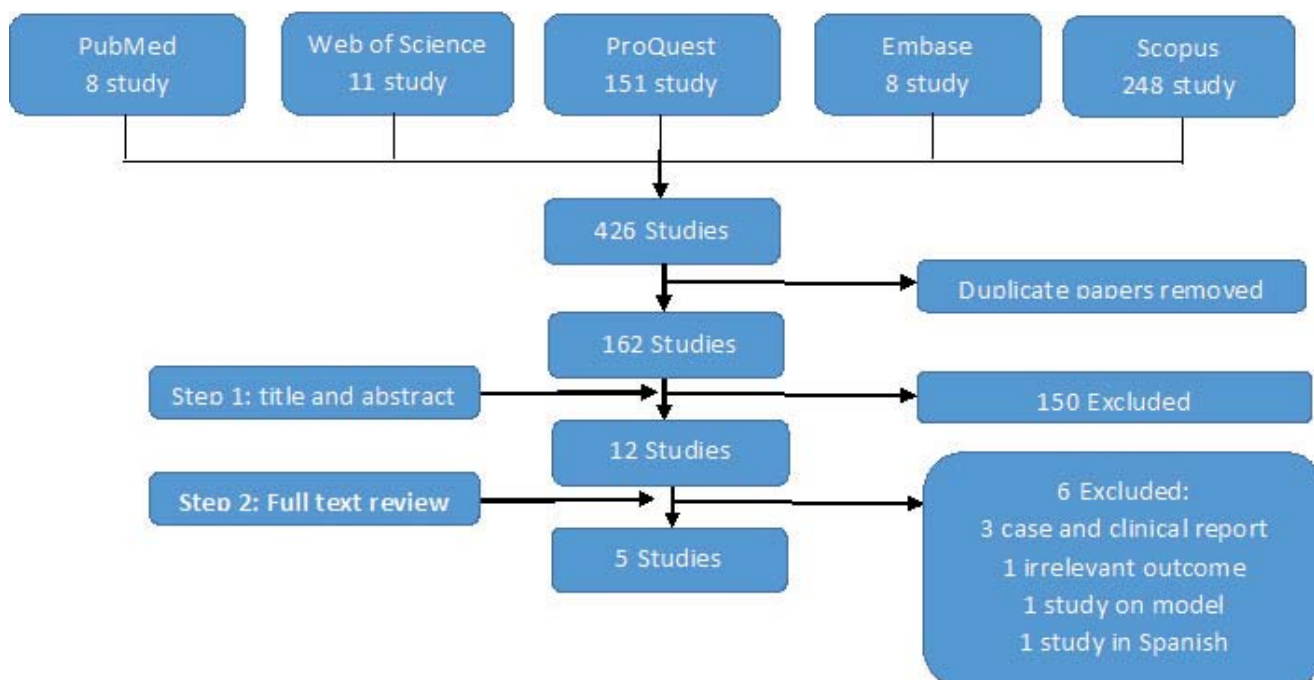 PubMed
8 study
Web of Science
11 study
ProQuest
151 study
Embase
8 study
Scopus
248 study
426 Studies
Duplicate papers removed
162 Studies
Step 1: title and abstract
150 Excluded
12 Studies
Step 2: Full text review
6 Excluded:
3 case and clinical report
1 irrelevant outcome
1 study on model
1 study in Spanish
5 Studies